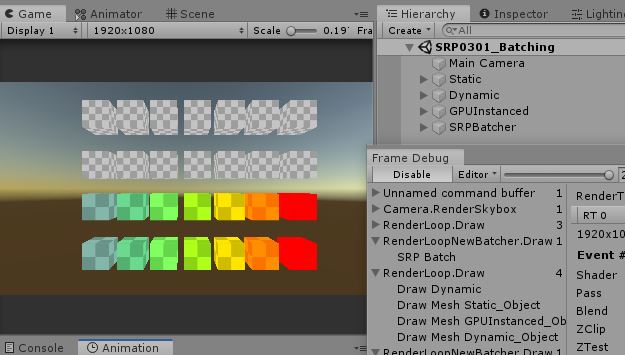 Game Animator Scene
Display 1 1920x1080 Scale 0.19 Fra
Console Animation
Hierarchy Inspector Lighting
Create All
SRP0301_Batching
Main Camera
Static
Dynamic
GPUInstanced
SRPBatcher
Frame Debug
Disable Editor 2
Unnamed command buffer 1
Camera.RenderSkybox 1
RenderLoop.Draw 3
RenderLoopNewBatcher.Draw 1
SRP Batch
RenderLoop.Draw 4
Draw Dynamic
Draw Mesh Static_Object
Draw Mesh GPUInstanced_Ob
Draw Mesh Dynamic_Object
RenderLoopNewBatcher.Draw 1
RenderT
RT 0
1920x10
Event #
Shader
Pass
Blend
ZClip
ZTest